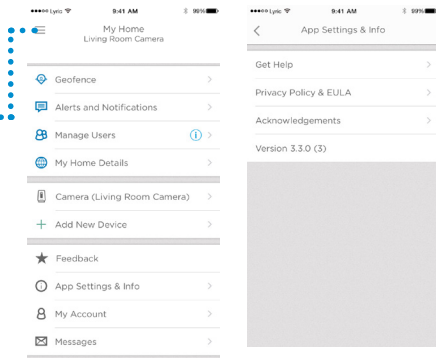 Lyric
9:41 AM
99%
My Home
Living Room Camera
Geofence
Alerts and Notifications
Manage Users
My Home Details
Camera (Living Room Camera)
Add New Device
Feedback
App Settings & Info
My Account
Messages
Lyric
9:41 AM
99%
App Settings & Info
Get Help
Privacy Policy & EULA
Acknowledgements
Version 3.3.0 (3)